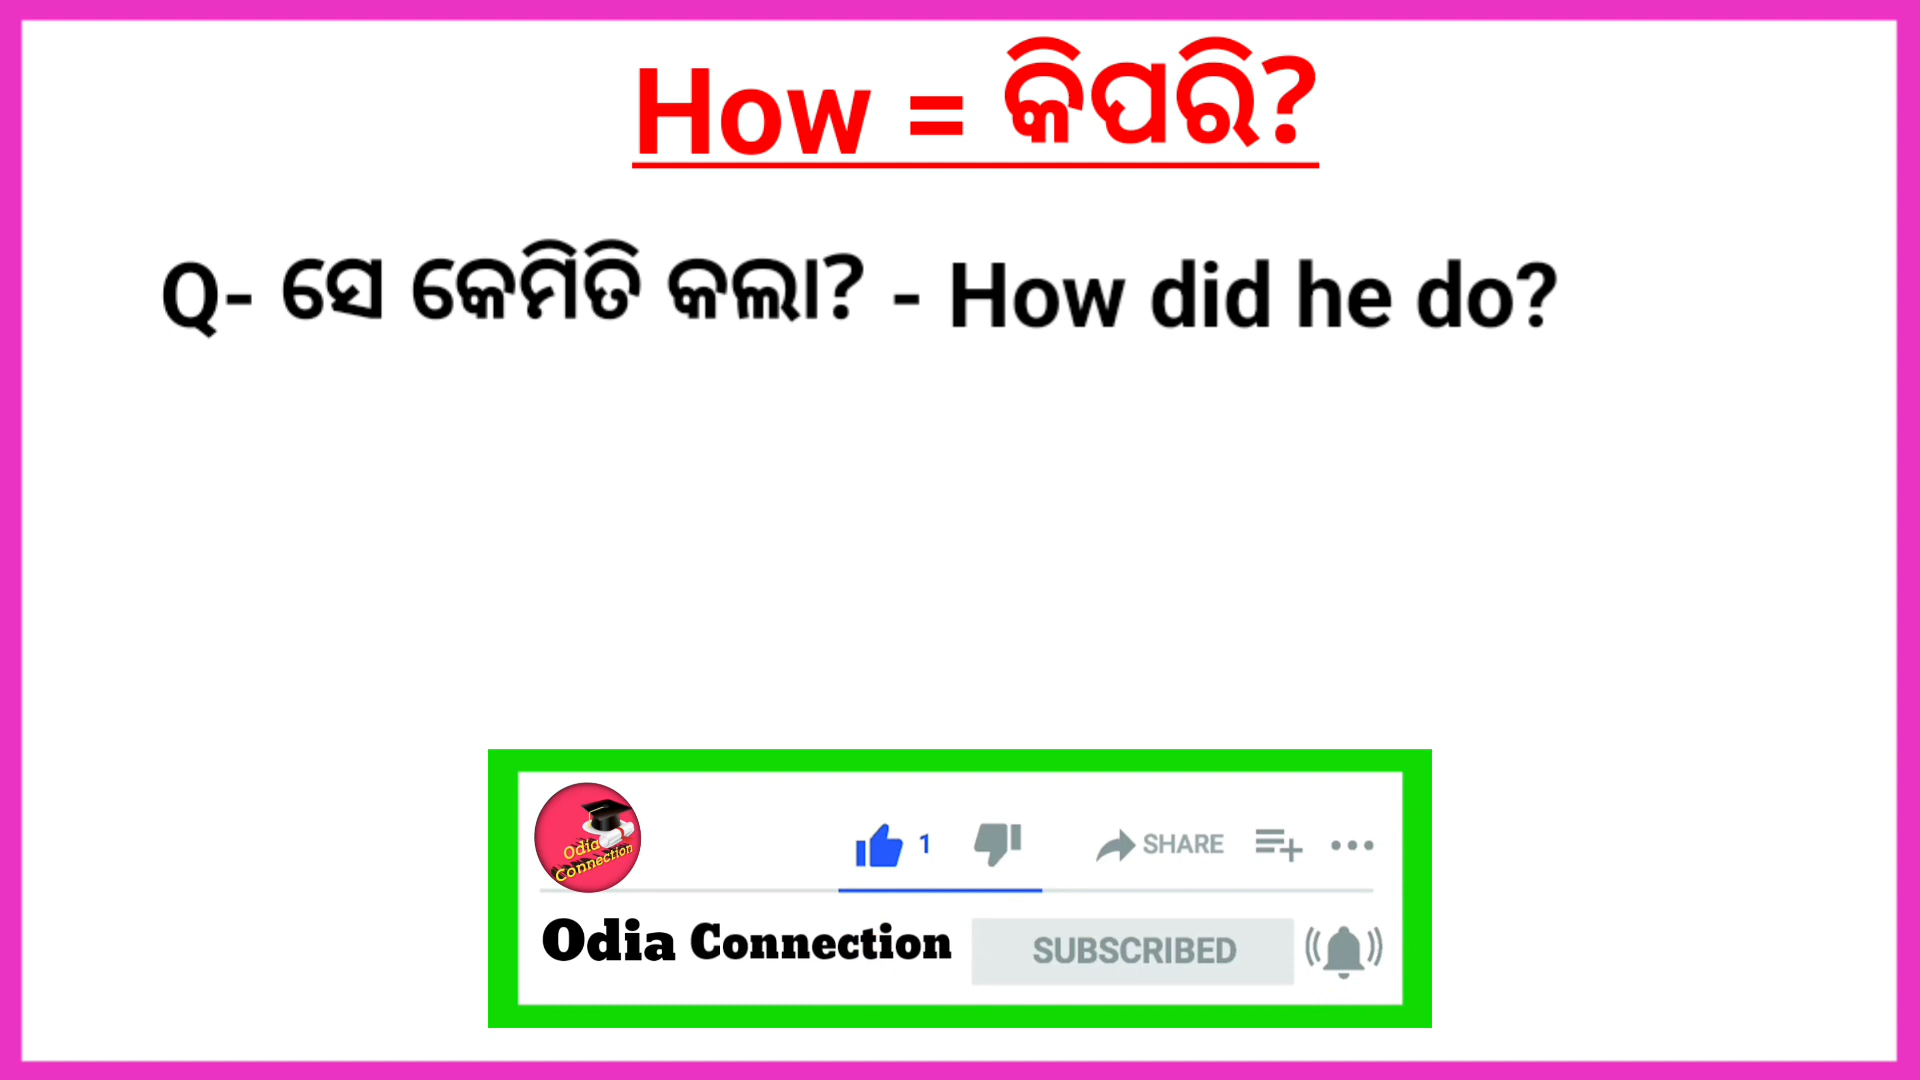 How = କିପରି?
Q- ସେ କେମିତି କଲା? - How did he do?
Odia
Connection
1
SHARE
Odia Connection
SUBSCRIBED